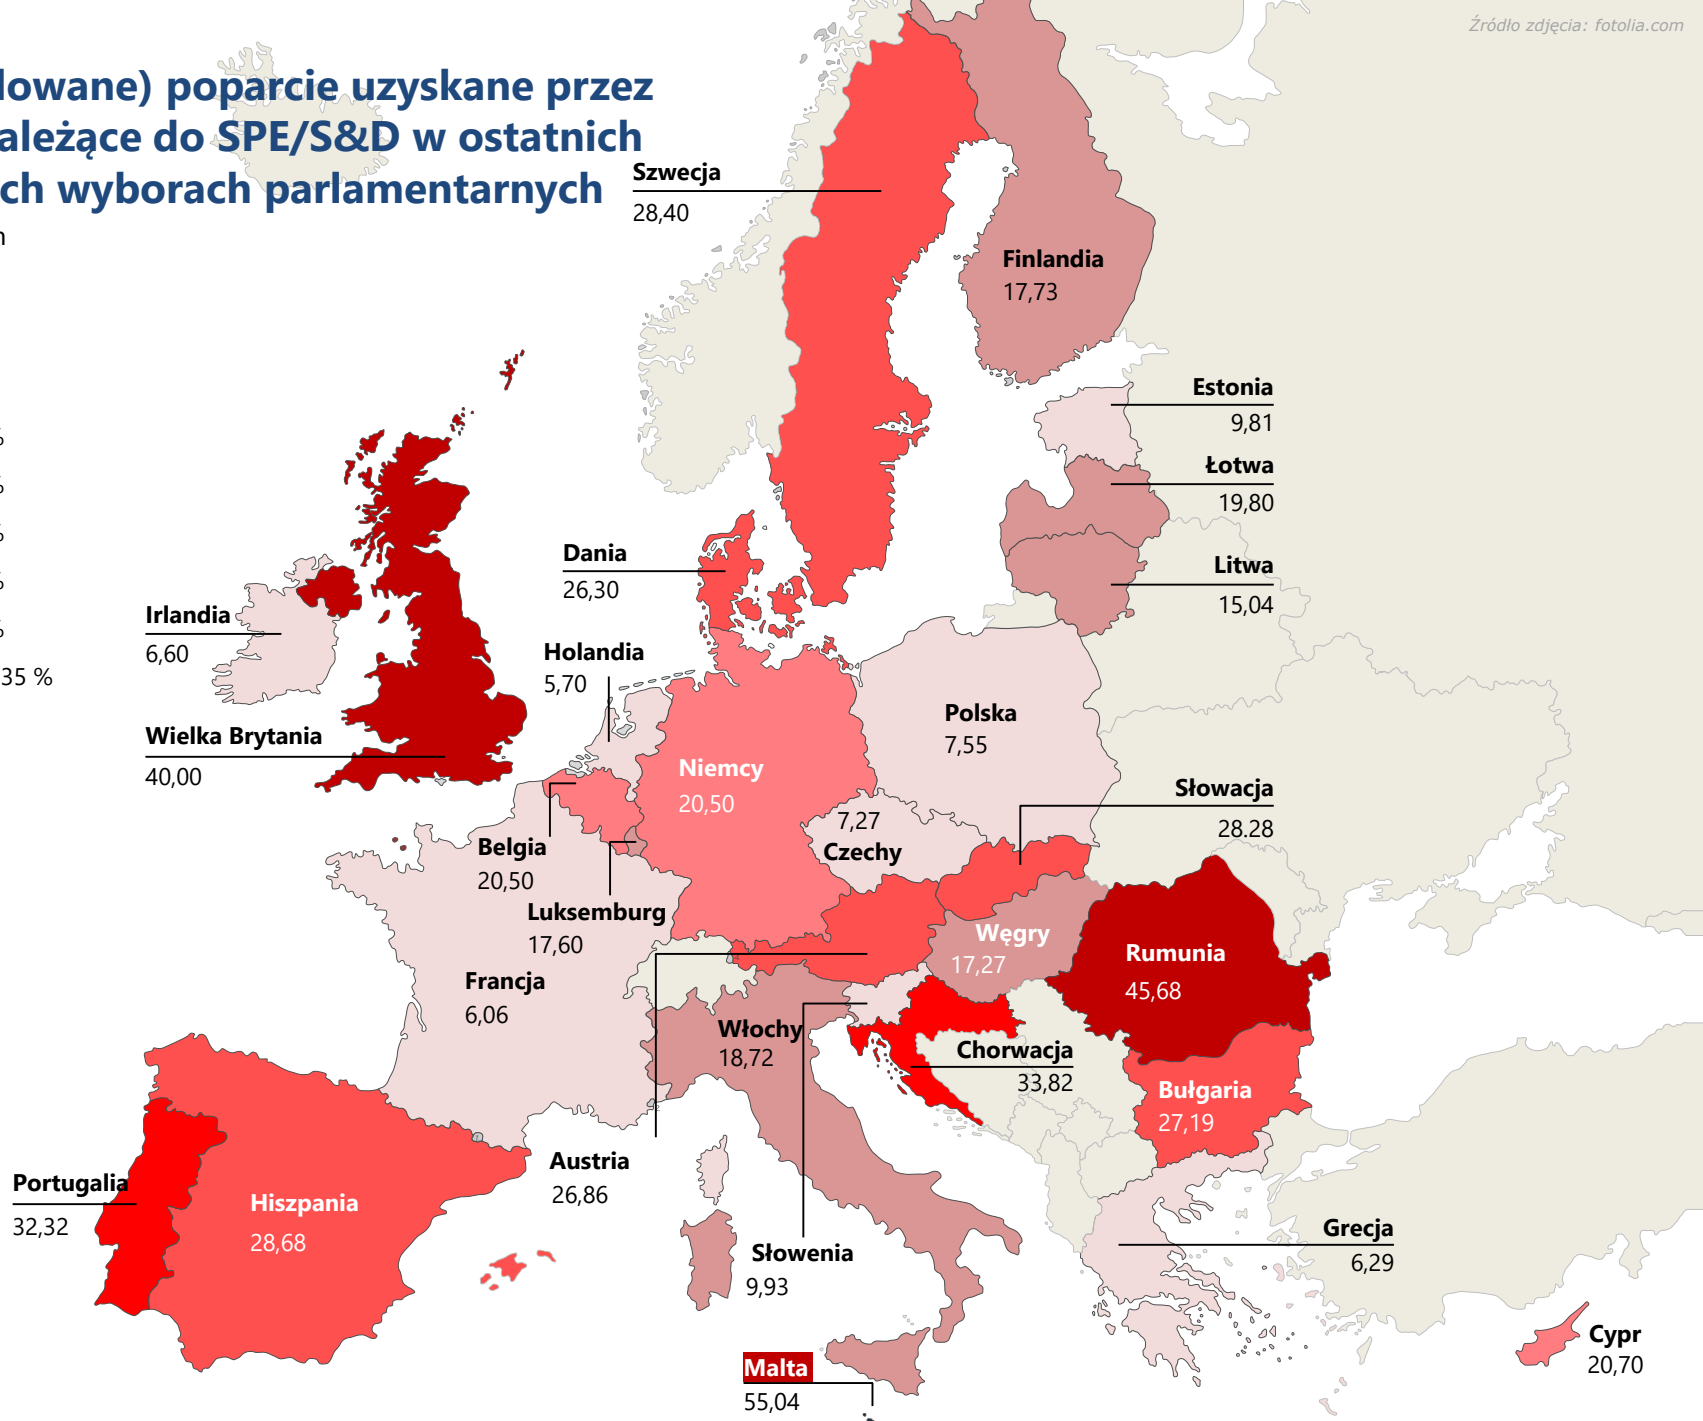 Źródło zdjęcia: fotolia.com
poparcie uzyskane przez
do SPE/S&D w ostatnich
wyborach parlamentarnych
Szwecja
28,40
Finlandia
17,73
Estonia
9,81
Łotwa
19,80
Litwa
15,04
Dania
26,30
Irlandia
6,60
Holandia
5,70
%
%
%
%
%
35 %
Wielka Brytania
40,00
Polska
7,55
Niemcy
20,50
Słowacja
28.28
7,27
Czechy
Belgia
20,50
Luksemburg
17,60
Węgry
17,27
Rumunia
45,68
Francja
6,06
Włochy
18,72
Chorwacja
33,82
Bułgaria
27,19
Austria
26,86
Portugalia
32,32
Hiszpania
28,68
Słowenia
9,93
Grecja
6,29
Cypr
20,70
Malta
55,04